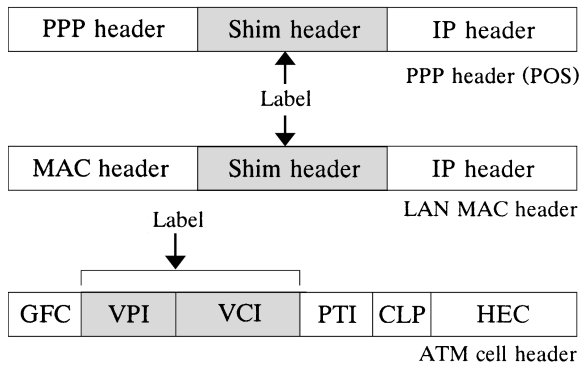 PPP header Shim header IP header
PPP header (POS)
Label
MAC header Shim header IP header
LAN MAC header
Label
GFC VPI VCI PTI CLP HEC
ATM cell header